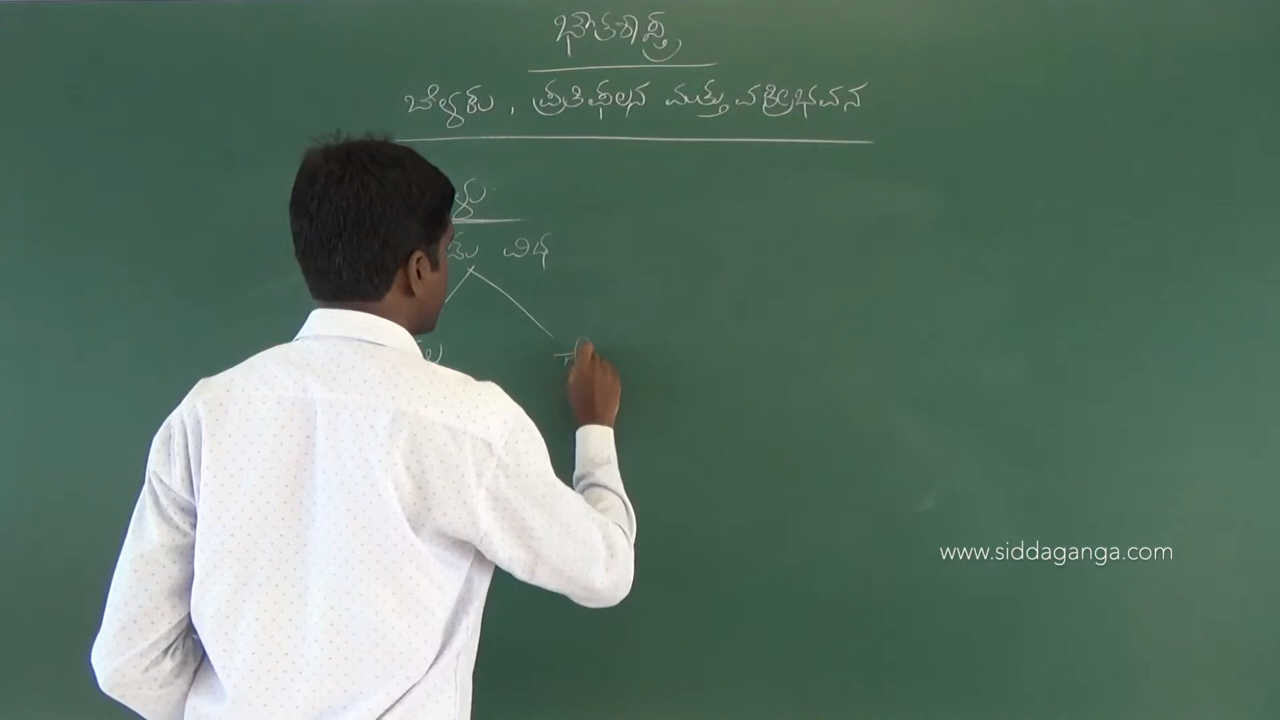 ಭೌತಶಾಸ್ತ್ರ
ಬೆಳಕು , ಪ್ರತಿಫಲನ ಮತ್ತು ವಕ್ರೀಭವನ
ವಿಧ
www.siddaganga.com